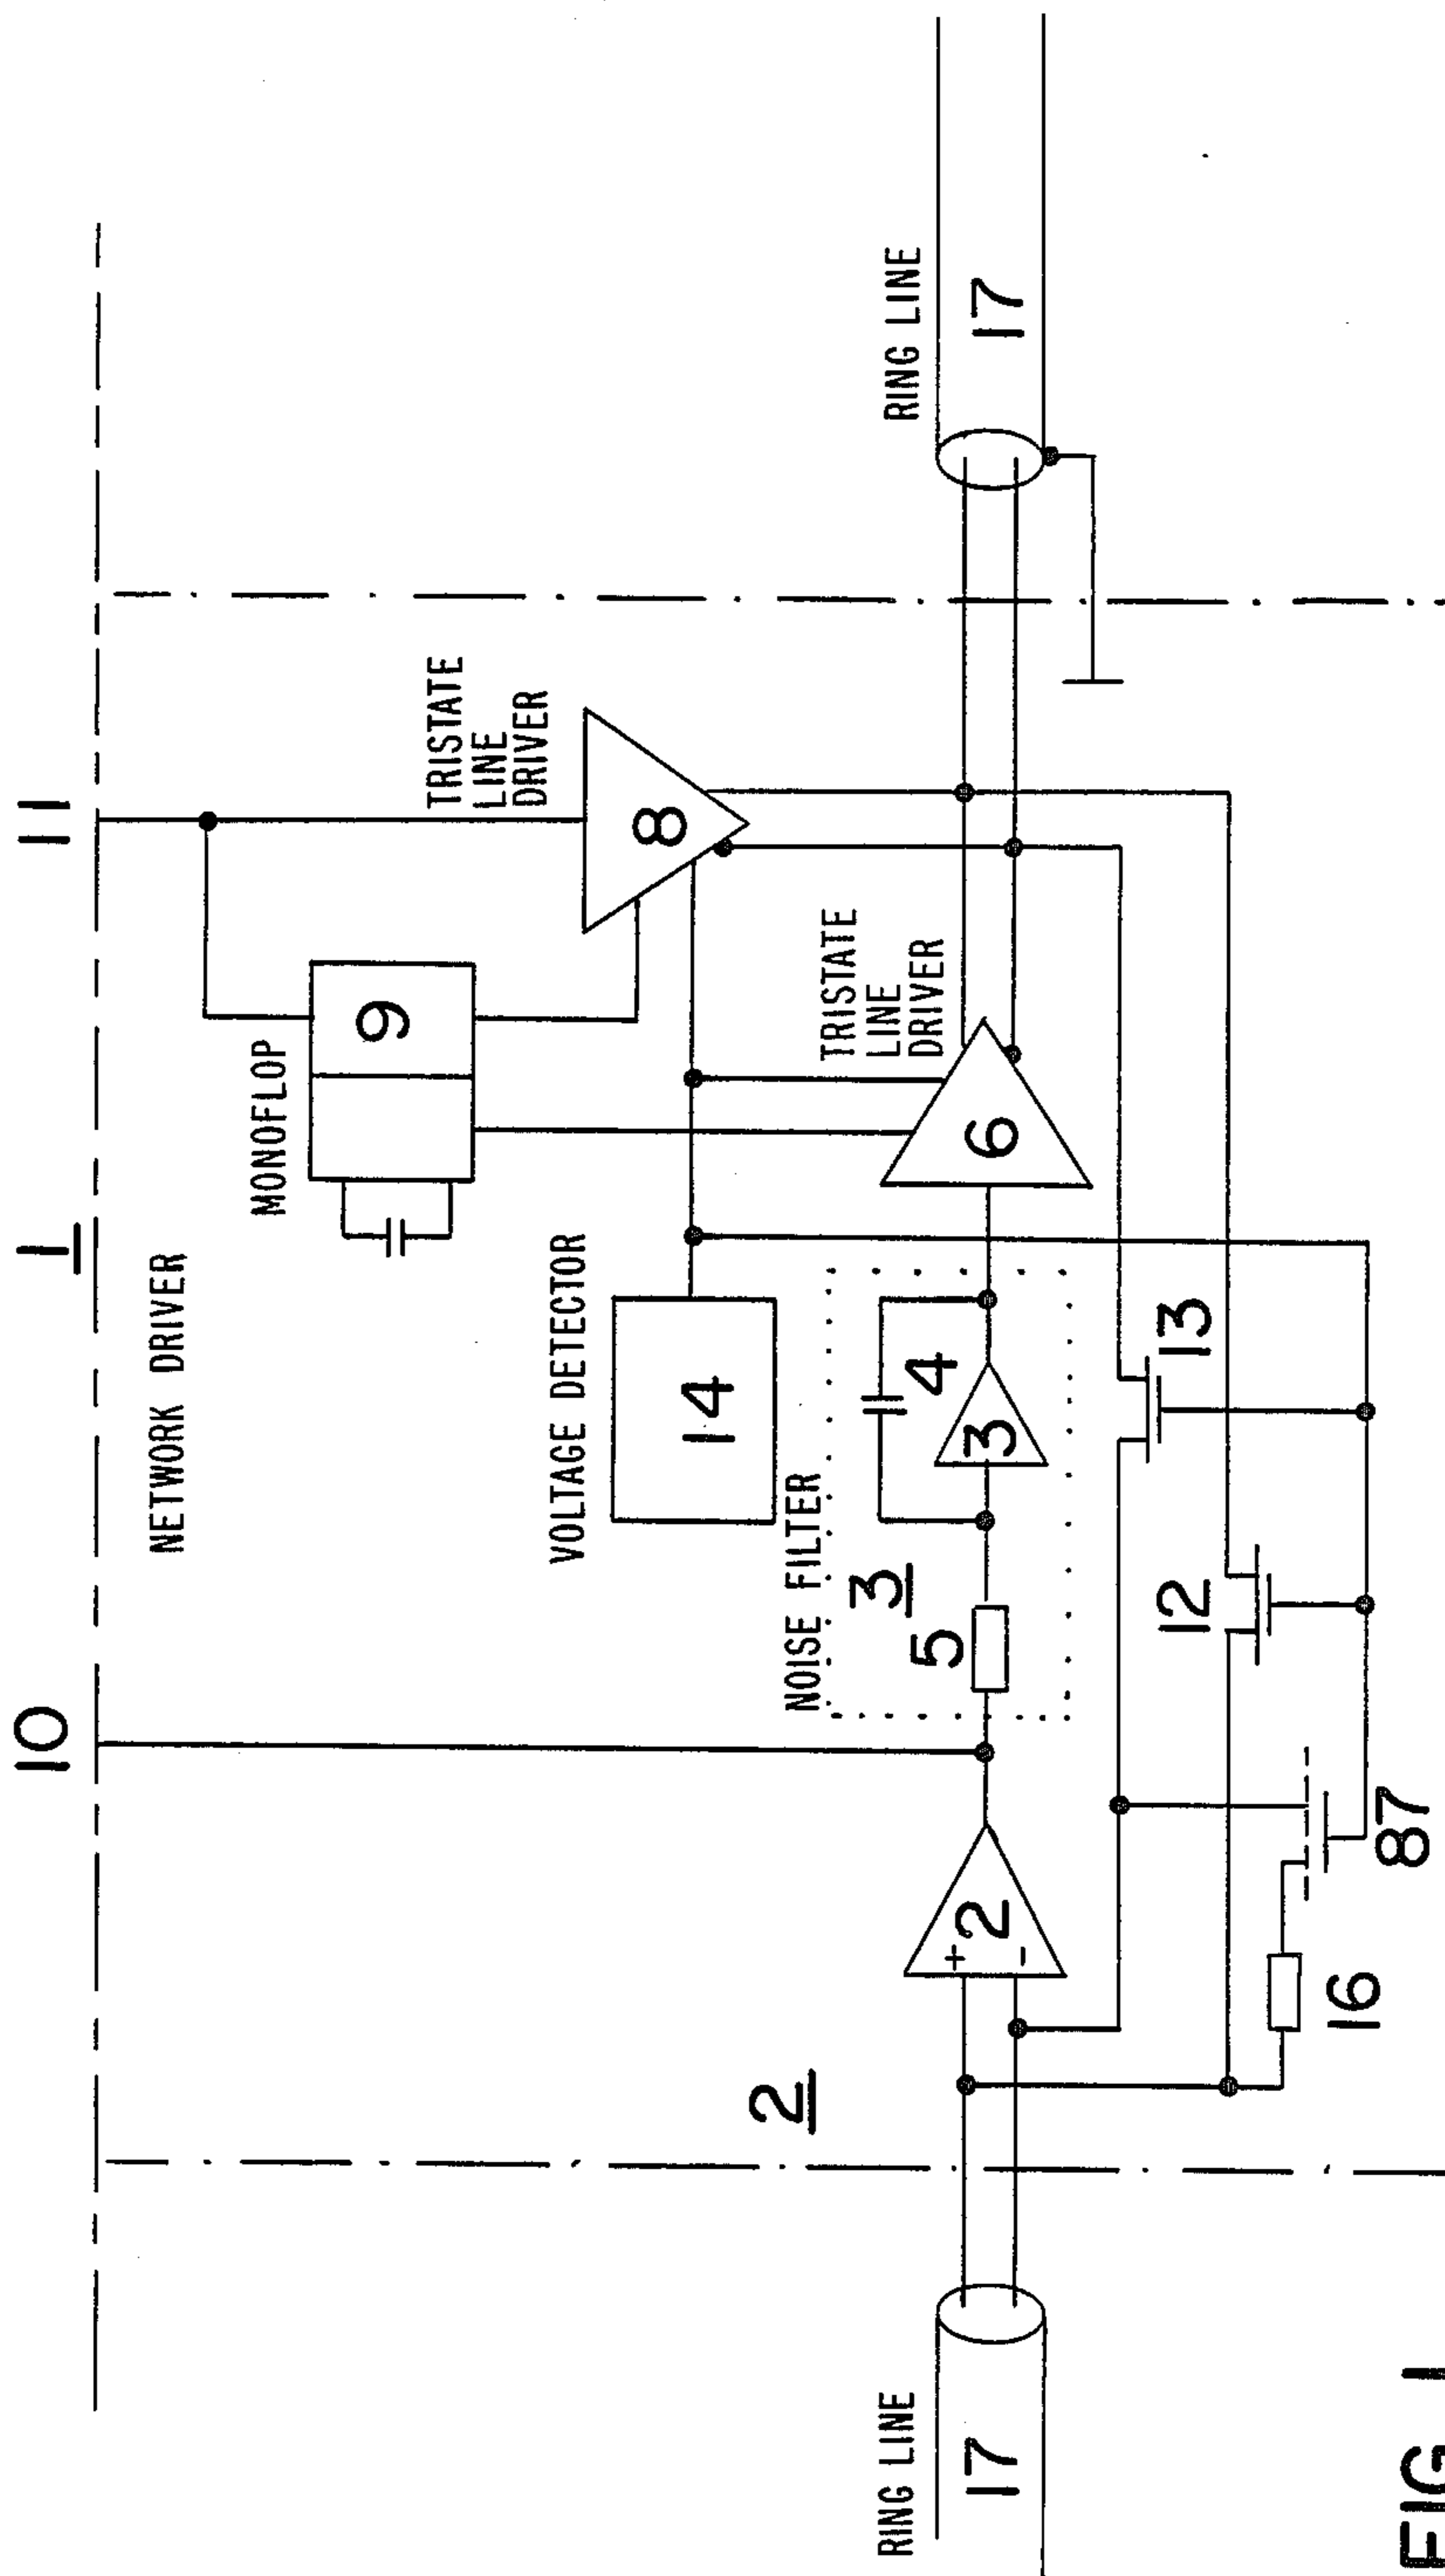 10
1
11
NETWORK DRIVER
MONOFLOP
9
TRISTATE
LINE
DRIVER
8
VOLTAGE DETECTOR
14
NOISE FILTER
3
4
5
3
TRISTATE
LINE
DRIVER
6
2
+
2
-
RING LINE
17
RING LINE
17
13
12
16
87
FIG. 1